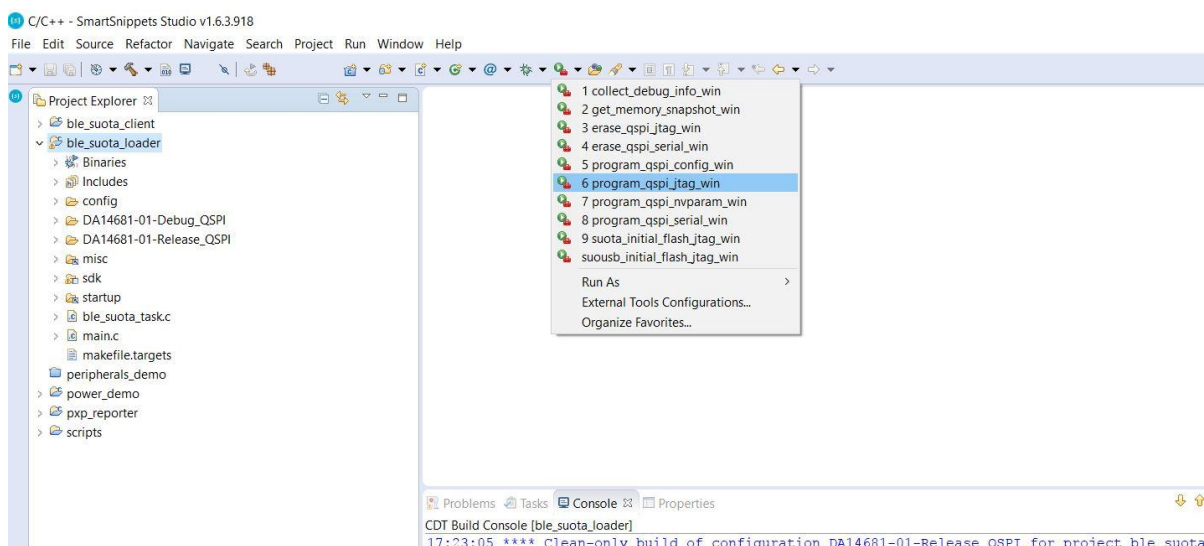 C/C++ - SmartSnippets Studio v1.6.3.918
File Edit Source Refactor Navigate Search Project Run Window Help
Project Explorer
ble_suota_client
ble_suota_loader
Binaries
Includes
config
DA14681-01-Debug_QSPI
DA14681-01-Release_QSPI
misc
sdk
startup
ble_suota_task.c
main.c
makefile.targets
peripherals_demo
power_demo
pxp_reporter
scripts
1 collect_debug_info_win
2 get_memory_snapshot_win
3 erase_qspi_jtag_win
4 erase_qspi_serial_win
5 program_qspi_config_win
6 program_qspi_jtag_win
7 program_qspi_nvparam_win
8 program_qspi_serial_win
9 suota_initial_flash_jtag_win
suousb_initial_flash_jtag_win
Run As
External Tools Configurations...
Organize Favorites...
Problems Tasks Console Properties
CDT Build Console [ble_suota_loader]
17:23:05 **** Clean-only build of configuration DA14681-01-Release_QSPI for project ble_suota